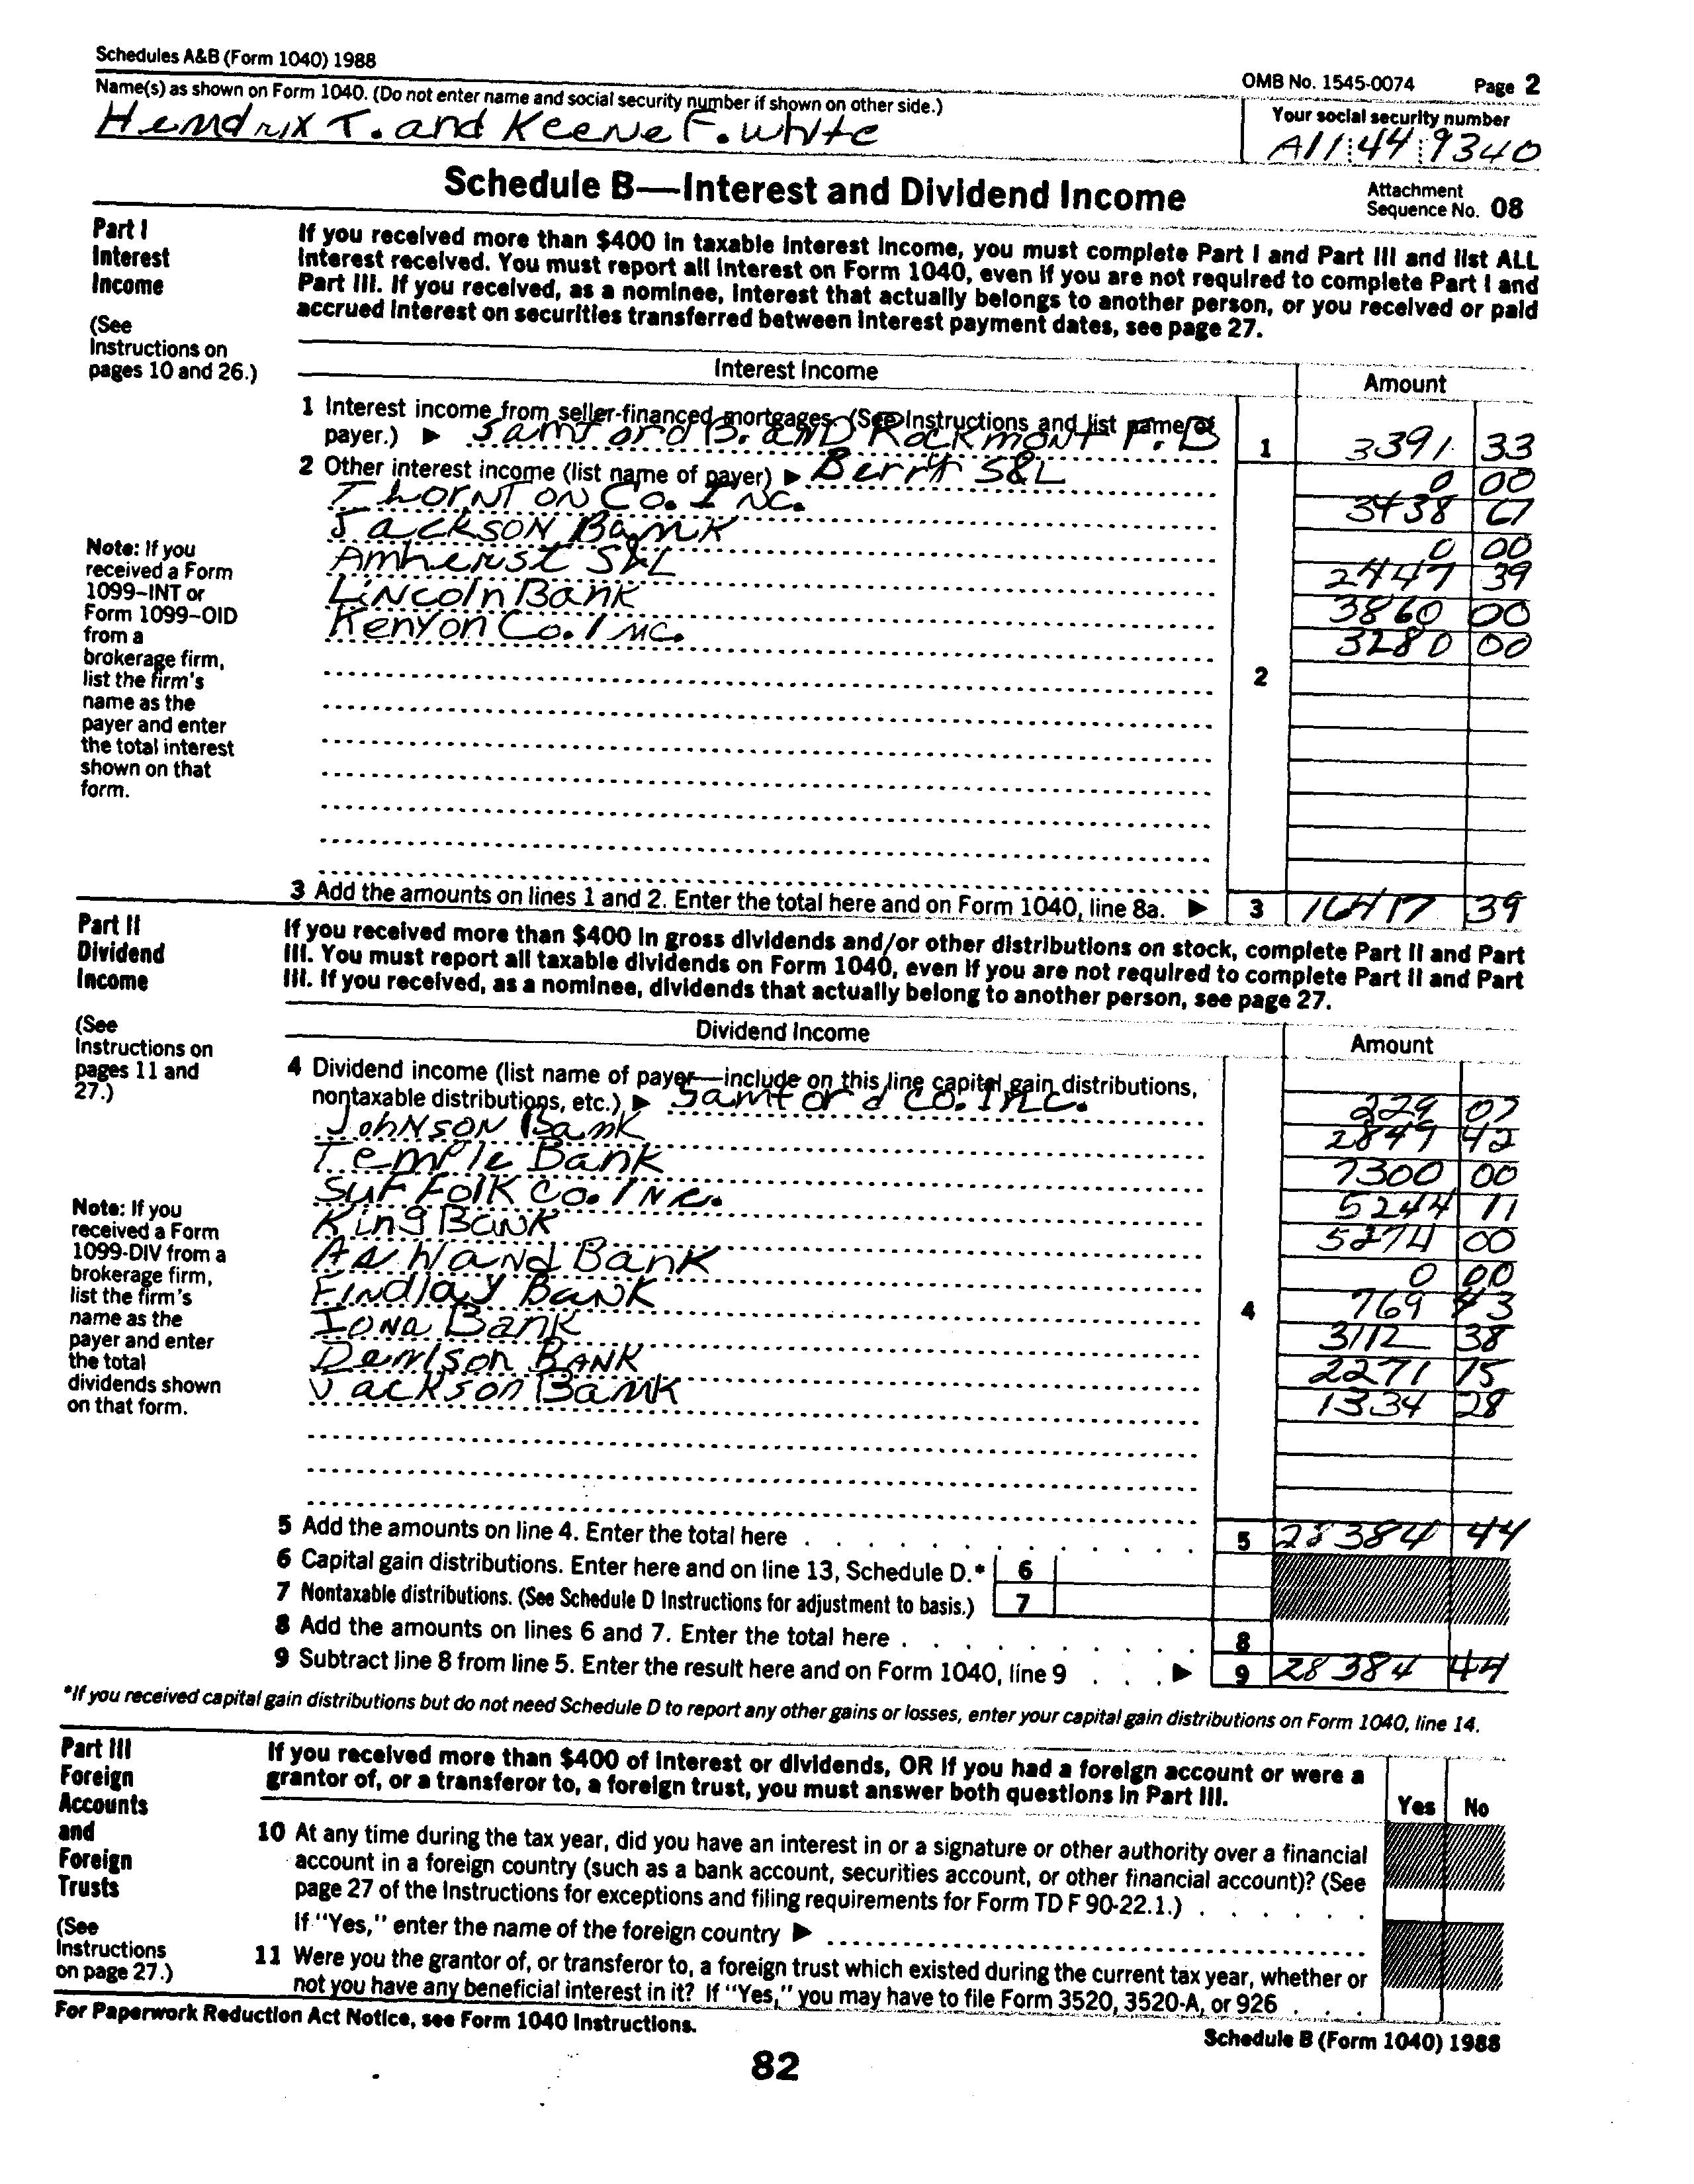 Schedules A&B (Form 1040) 1988
OMB No. 1545-0074 Page 2
Name(s) as shown on Form 1040. (Do not enter name and social security number if shown on other side.)
Your social security number
Hendrix T. and Keene F. White
A11 44 9340
Schedule B—Interest and Dividend Income
Attachment
Sequence No. 08
Part I
Interest
Income
(See
Instructions on
pages 10 and 26.)
If you received more than $400 in taxable interest income, you must complete Part I and Part III and list ALL
interest received. You must report all interest on Form 1040, even if you are not required to complete Part I and
Part III. If you received, as a nominee, interest that actually belongs to another person, or you received or paid
accrued interest on securities transferred between interest payment dates, see page 27.
Interest Income Amount
1 Interest income from seller-financed mortgages. (See Instructions and list name of
payer.) ▶ Samford B. AND Rockmont P. B 1 3391 33
2 Other interest income (list name of payer) ▶ Berry S&L 0 00
Thornton Co. INC. 3438 67
Jackson Bank 0 00
Amherst S&L 2447 39
Lincoln Bank 3860 00
Kenyon Co. INC. 3280 00
2
Note: If you
received a Form
1099–INT or
Form 1099–OID
from a
brokerage firm,
list the firm's
name as the
payer and enter
the total interest
shown on that
form.
3 Add the amounts on lines 1 and 2. Enter the total here and on Form 1040, line 8a. ▶ 3 16417 39
Part II
Dividend
Income
(See
Instructions on
pages 11 and
27.)
If you received more than $400 in gross dividends and/or other distributions on stock, complete Part II and Part
III. You must report all taxable dividends on Form 1040, even if you are not required to complete Part II and Part
III. If you received, as a nominee, dividends that actually belong to another person, see page 27.
Dividend Income Amount
4 Dividend income (list name of payer—include on this line capital gain distributions,
nontaxable distributions, etc.) ▶ Samford CO. INC. 229 07
Johnson Bank 2849 42
Temple Bank 7300 00
Suffolk Co. INC. 5244 11
King Bank 5274 00
Ashland Bank 0 00
Findlay Bank 769 43
Iona Bank 3112 38
Denison BANK 2271 75
Jackson Bank 1334 28
4
Note: If you
received a Form
1099-DIV from a
brokerage firm,
list the firm's
name as the
payer and enter
the total
dividends shown
on that form.
5 Add the amounts on line 4. Enter the total here 5 28384 44
6 Capital gain distributions. Enter here and on line 13, Schedule D.* 6
7 Nontaxable distributions. (See Schedule D Instructions for adjustment to basis.) 7
8 Add the amounts on lines 6 and 7. Enter the total here 8
9 Subtract line 8 from line 5. Enter the result here and on Form 1040, line 9 ▶ 9 28384 44
*If you received capital gain distributions but do not need Schedule D to report any other gains or losses, enter your capital gain distributions on Form 1040, line 14.
Part III
Foreign
Accounts
and
Foreign
Trusts
(See
Instructions
on page 27.)
If you received more than $400 of interest or dividends, OR if you had a foreign account or were a
grantor of, or a transferor to, a foreign trust, you must answer both questions in Part III.
Yes No
10 At any time during the tax year, did you have an interest in or a signature or other authority over a financial
account in a foreign country (such as a bank account, securities account, or other financial account)? (See
page 27 of the Instructions for exceptions and filing requirements for Form TD F 90-22.1.)
If "Yes," enter the name of the foreign country ▶
11 Were you the grantor of, or transferor to, a foreign trust which existed during the current tax year, whether or
not you have any beneficial interest in it? If "Yes," you may have to file Form 3520, 3520-A, or 926
For Paperwork Reduction Act Notice, see Form 1040 Instructions.
Schedule B (Form 1040) 1988
82